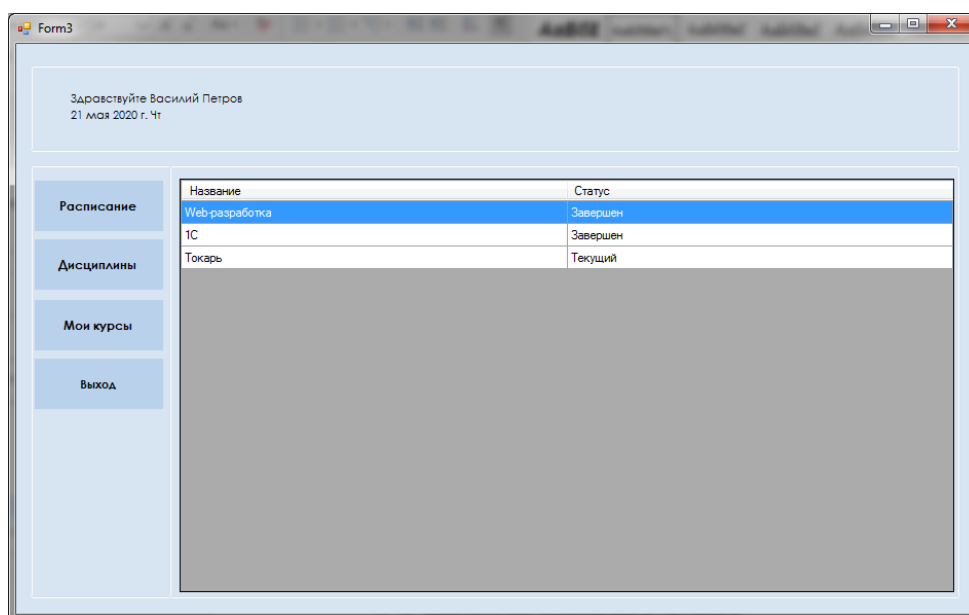 Form3
Здравствуйте Василий Петров
21 мая 2020 г. Чт
Расписание
Дисциплины
Мои курсы
Выход
Название Статус
Web-разработка Завершен
1С Завершен
Токарь Текущий